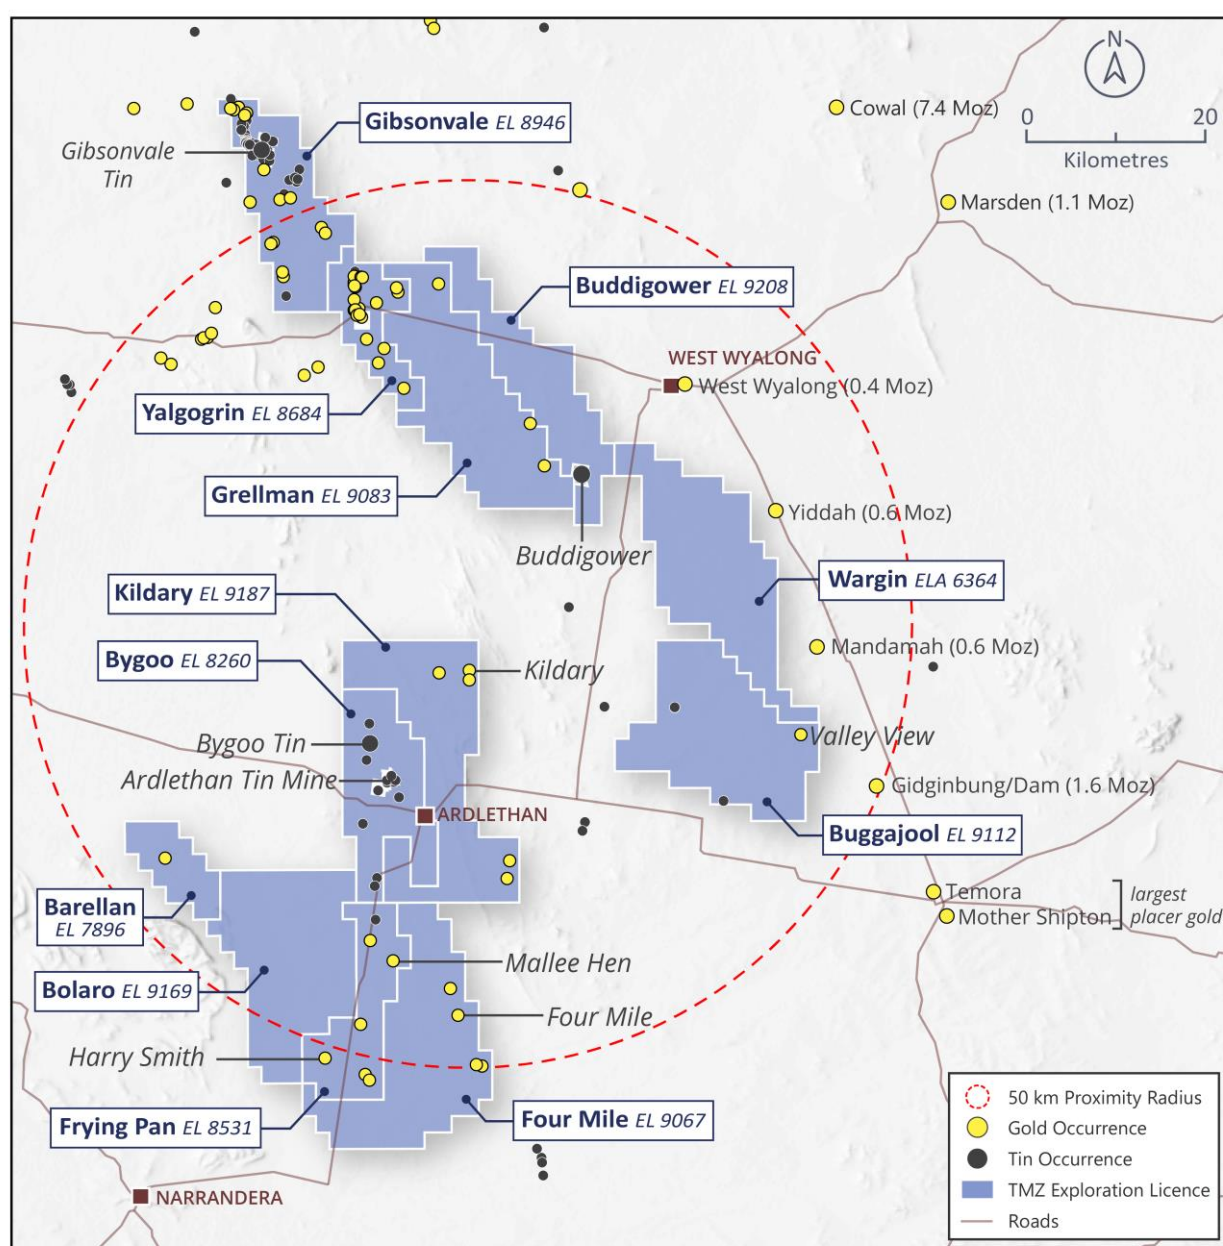 N
0 20
Kilometres
Cowal (7.4 Moz)
Gibsonvale EL 8946
Gibsonvale
Tin
Marsden (1.1 Moz)
Buddigower EL 9208
WEST WYALONG
West Wyalong (0.4 Moz)
Yalgogrin EL 8684
Grellman EL 9083
Yiddah (0.6 Moz)
Buddigower
Kildary EL 9187
Wargin ELA 6364
Bygoo EL 8260
Kildary
Mandamah (0.6 Moz)
Bygoo Tin
Valley View
Ardlethan Tin Mine
Gidginbung/Dam (1.6 Moz)
ARDLETHAN
Buggajool EL 9112
Barellan
EL 7896
Temora
Mother Shipton
largest
placer gold
Mallee Hen
Bolaro EL 9169
Four Mile
Harry Smith
Frying Pan EL 8531
Four Mile EL 9067
NARRANDERA
50 km Proximity Radius
Gold Occurrence
Tin Occurrence
TMZ Exploration Licence
Roads